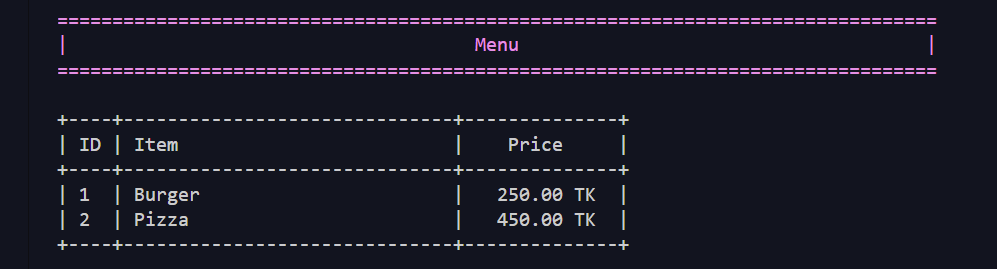 ================================================================================
|                                     Menu                                     |
================================================================================
+----+------------------------------+--------------+
| ID | Item                         |    Price     |
+----+------------------------------+--------------+
| 1  | Burger                       |   250.00 TK  |
| 2  | Pizza                        |   450.00 TK  |
+----+------------------------------+--------------+